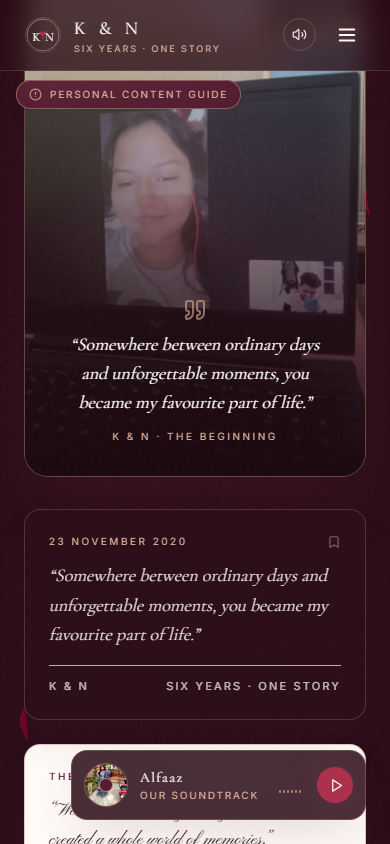 K N
K & N
SIX YEARS · ONE STORY
PERSONAL CONTENT GUIDE
“Somewhere between ordinary days
and unforgettable moments, you
became my favourite part of life.”
K & N · THE BEGINNING
23 NOVEMBER 2020
“Somewhere between ordinary days and
unforgettable moments, you became my
favourite part of life.”
K & N
SIX YEARS · ONE STORY
Alfaaz
OUR SOUNDTRACK
created a whole world of memories.”